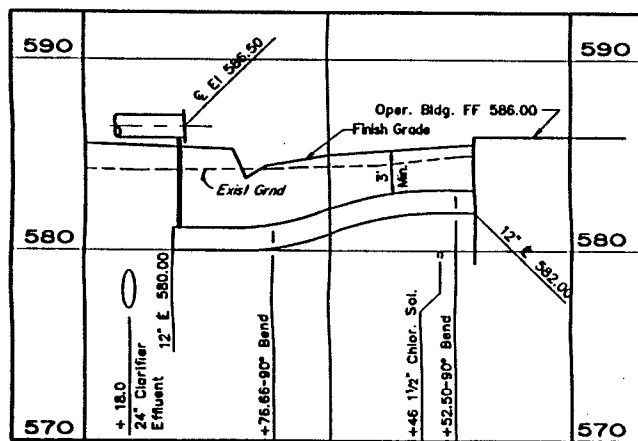 590
590
℄ El 586.50
Oper. Bldg. FF 586.00
Finish Grade
Exist Grnd
3'
Min.
580
580
12" ℄ 580.00
12" ℄ 582.00
+ 18.0
24" Clarifier
Effluent
+76.66-90° Bend
+46 1 1/2" Chlor. Sol.
+52.50-90° Bend
570
570